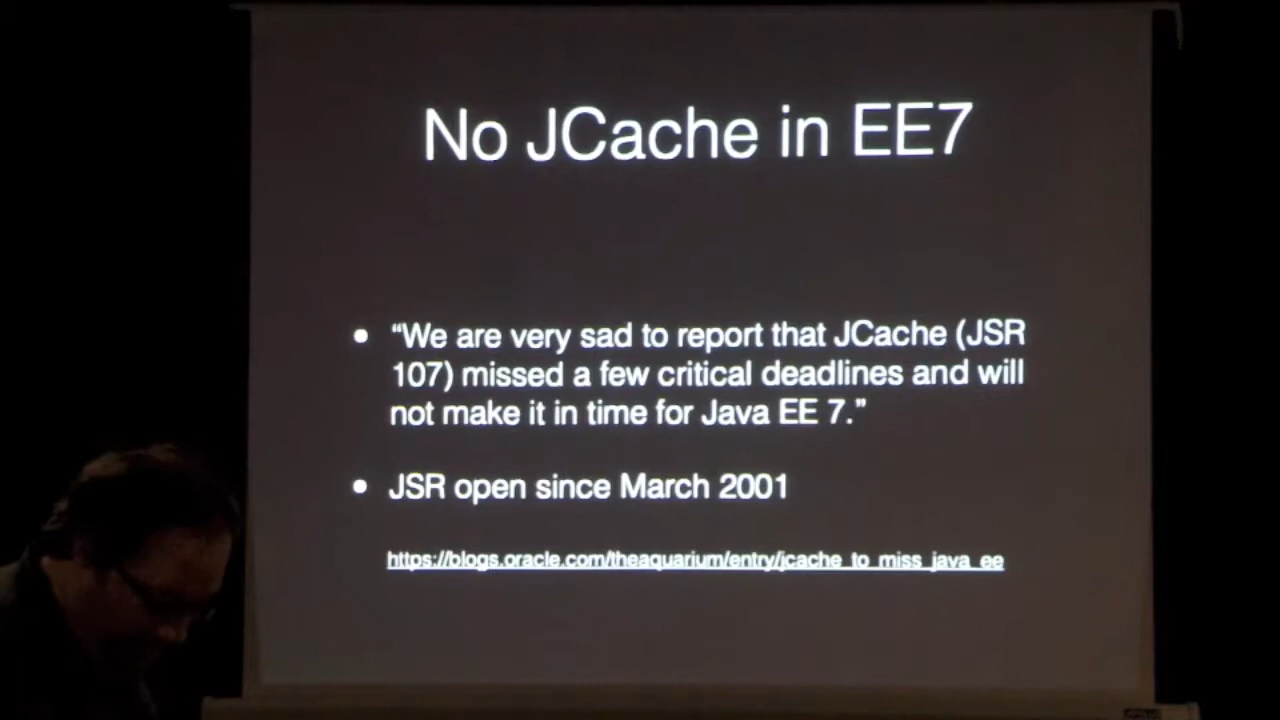 No JCache in EE7
• “We are very sad to report that JCache (JSR
107) missed a few critical deadlines and will
not make it in time for Java EE 7.”
• JSR open since March 2001
https://blogs.oracle.com/theaquarium/entry/jcache_to_miss_java_ee